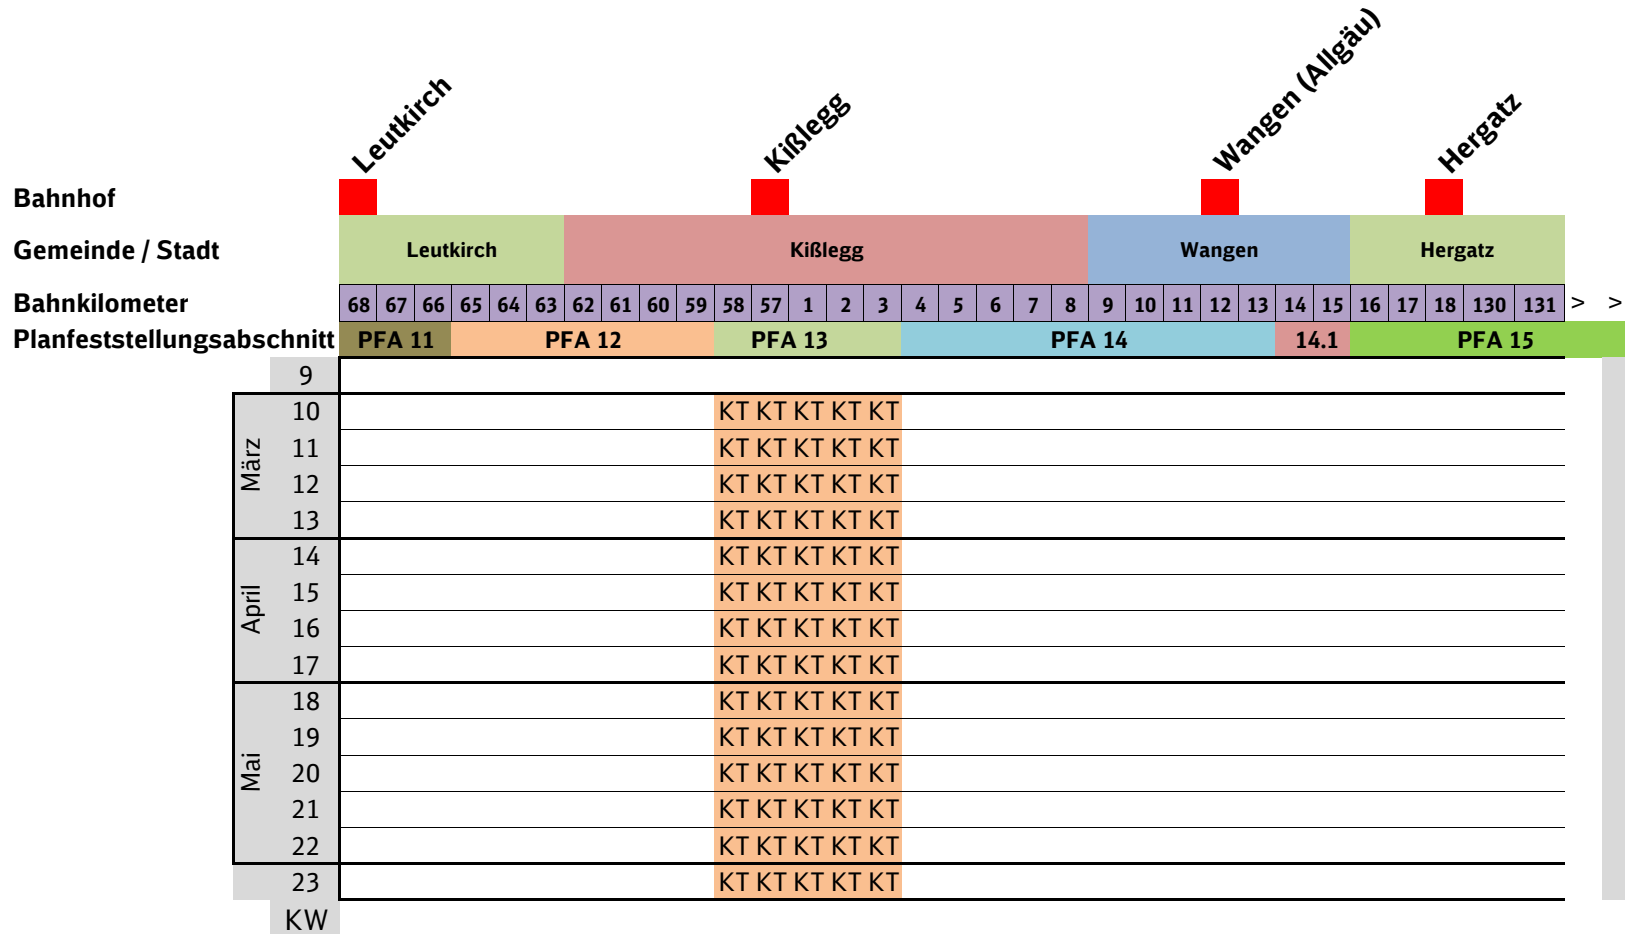 Leutkirch Kißlegg Wangen (Allgäu) Hergatz
Bahnhof
Gemeinde / Stadt Leutkirch Kißlegg Wangen Hergatz
Bahnkilometer 68 67 66 65 64 63 62 61 60 59 58 57 1 2 3 4 5 6 7 8 9 10 11 12 13 14 15 16 17 18 130 131 > >
Planfeststellungsabschnitt PFA 11 PFA 12 PFA 13 PFA 14 14.1 PFA 15
9
März
10 KT KT KT KT KT
11 KT KT KT KT KT
12 KT KT KT KT KT
13 KT KT KT KT KT
April
14 KT KT KT KT KT
15 KT KT KT KT KT
16 KT KT KT KT KT
17 KT KT KT KT KT
Mai
18 KT KT KT KT KT
19 KT KT KT KT KT
20 KT KT KT KT KT
21 KT KT KT KT KT
22 KT KT KT KT KT
23 KT KT KT KT KT
KW